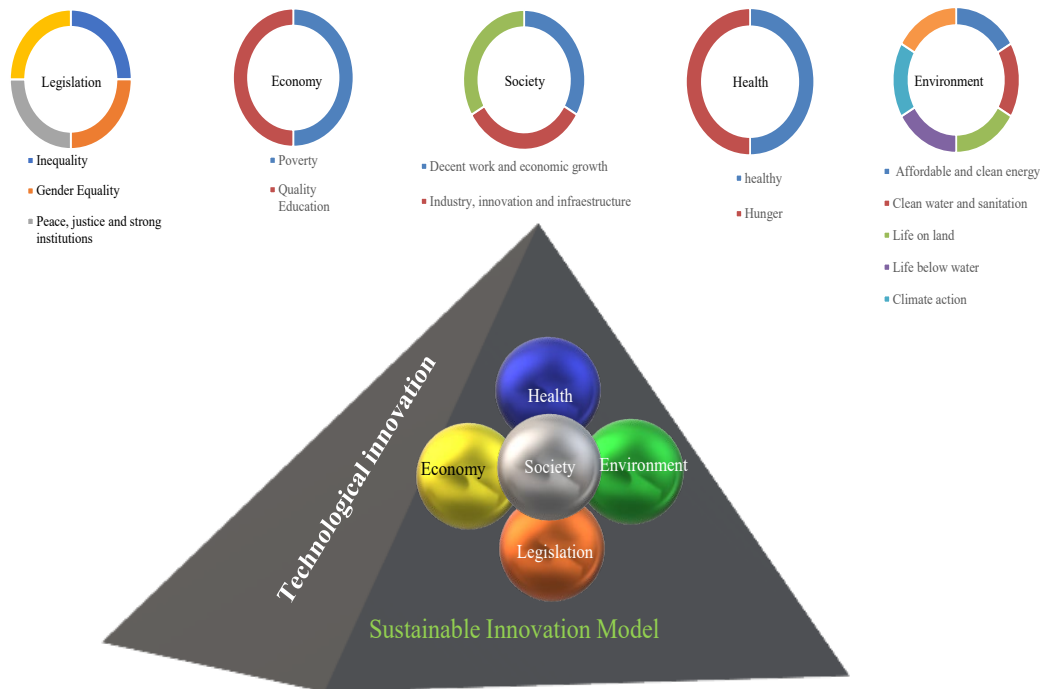 Legislation
Economy
Society
Health
Environment
Inequality
Gender Equality
Peace, justice and strong
institutions
Poverty
Quality
Education
Decent work and economic growth
Industry, innovation and infraestructure
healthy
Hunger
Affordable and clean energy
Clean water and sanitation
Life on land
Life below water
Climate action
Technological innovation
Health
Economy
Society
Environment
Legislation
Sustainable Innovation Model